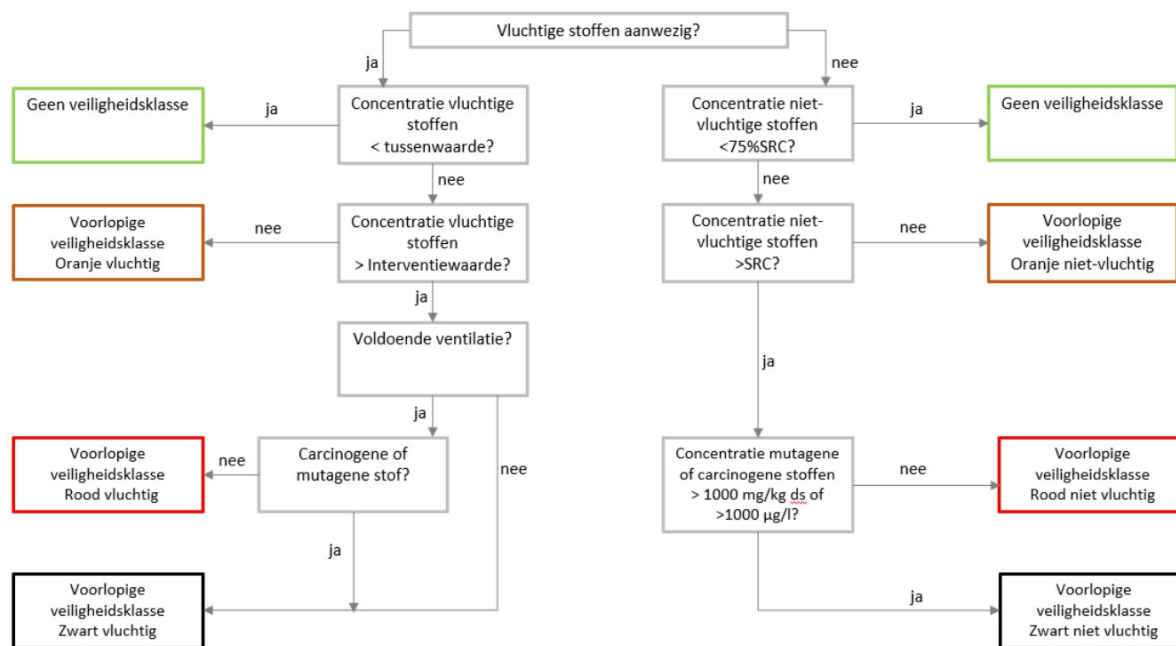 Vluchtige stoffen aanwezig?
ja
nee
Geen veiligheidsklasse
ja
Concentratie vluchtige
stoffen
< tussenwaarde?
Concentratie niet-
vluchtige stoffen
<75%SRC?
ja
Geen veiligheidsklasse
nee
nee
Voorlopige
veiligheidsklasse
Oranje vluchtig
nee
Concentratie vluchtige
stoffen
> Interventiewaarde?
Concentratie niet-
vluchtige stoffen
>SRC?
nee
Voorlopige
veiligheidsklasse
Oranje niet-vluchtig
ja
Voldoende ventilatie?
ja
ja
nee
Voorlopige
veiligheidsklasse
Rood vluchtig
nee
Carcinogene of
mutagene stof?
Concentratie mutagene
of carcinogene stoffen
> 1000 mg/kg ds of
>1000 µg/l?
nee
Voorlopige
veiligheidsklasse
Rood niet vluchtig
ja
Voorlopige
veiligheidsklasse
Zwart vluchtig
ja
Voorlopige
veiligheidsklasse
Zwart niet vluchtig